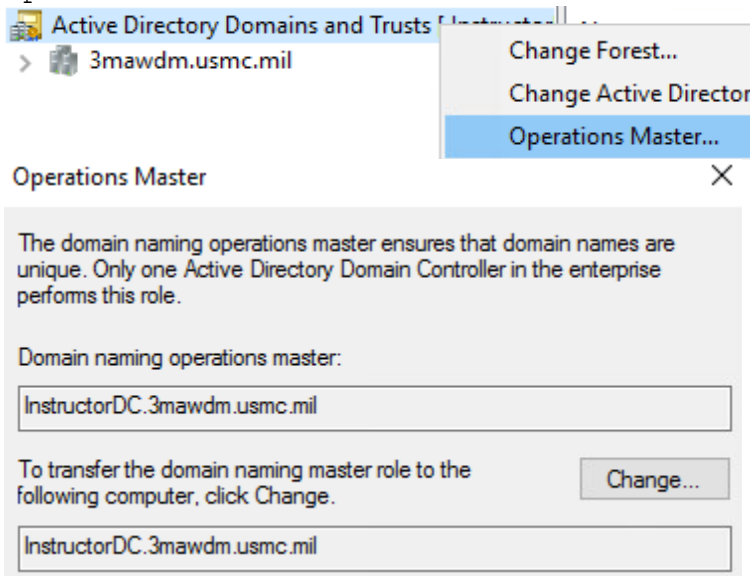 Active Directory Domains and Trusts [
3mawdm.usmc.mil
Change Forest...
Change Active Director
Operations Master...
Operations Master
The domain naming operations master ensures that domain names are
unique. Only one Active Directory Domain Controller in the enterprise
performs this role.
Domain naming operations master:
InstructorDC.3mawdm.usmc.mil
To transfer the domain naming master role to the
following computer, click Change.
Change...
InstructorDC.3mawdm.usmc.mil